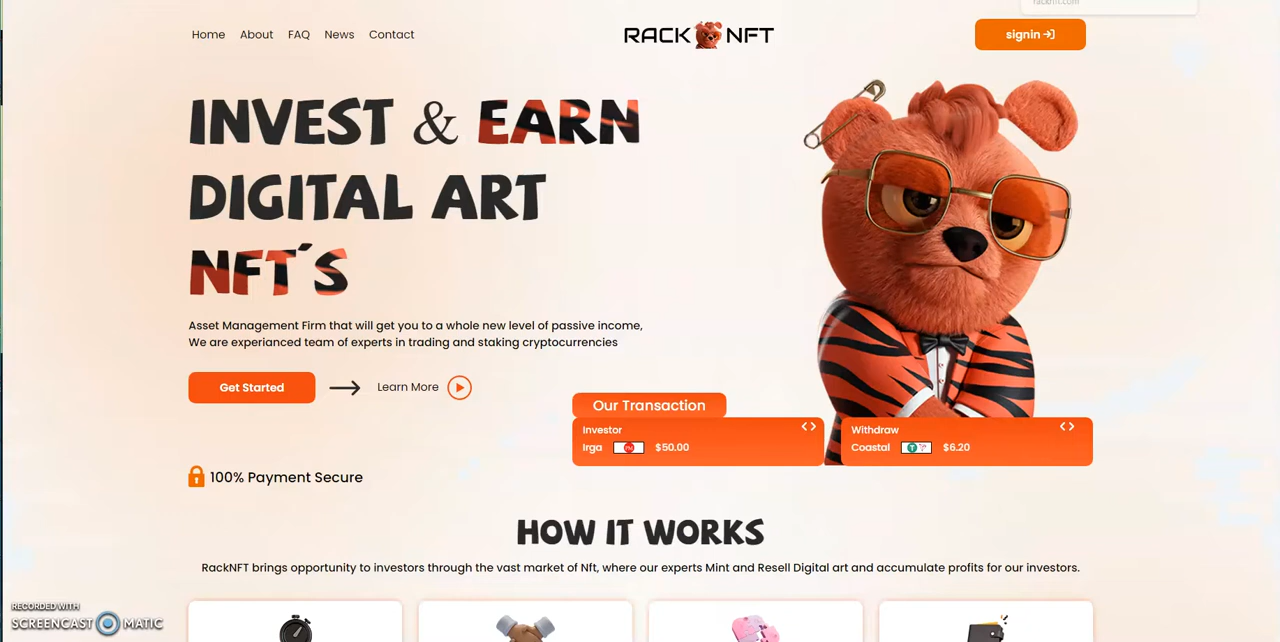 racknft.com
Home About FAQ News Contact
RACK NFT
signin
INVEST & EARN
DIGITAL ART
NFT´S
Asset Management Firm that will get you to a whole new level of passive income,
We are experianced team of experts in trading and staking cryptocurrencies
Get Started
Learn More
Our Transaction
Investor
Irga $50.00
Withdraw
Coastal $6.20
100% Payment Secure
HOW IT WORKS
RackNFT brings opportunity to investors through the vast market of Nft, where our experts Mint and Resell Digital art and accumulate profits for our investors.
RECORDED WITH
SCREENCAST MATIC